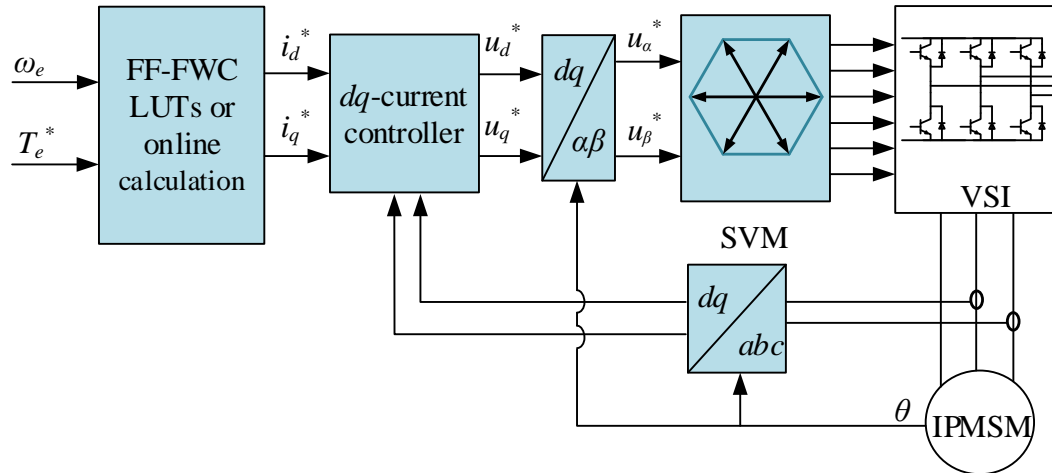 ω_e
T_e^*
FF-FWC
LUTs or
online
calculation
i_d^*
i_q^*
dq-current
controller
u_d^*
u_q^*
dq
αβ
u_α^*
u_β^*
SVM
VSI
dq
abc
θ
IPMSM